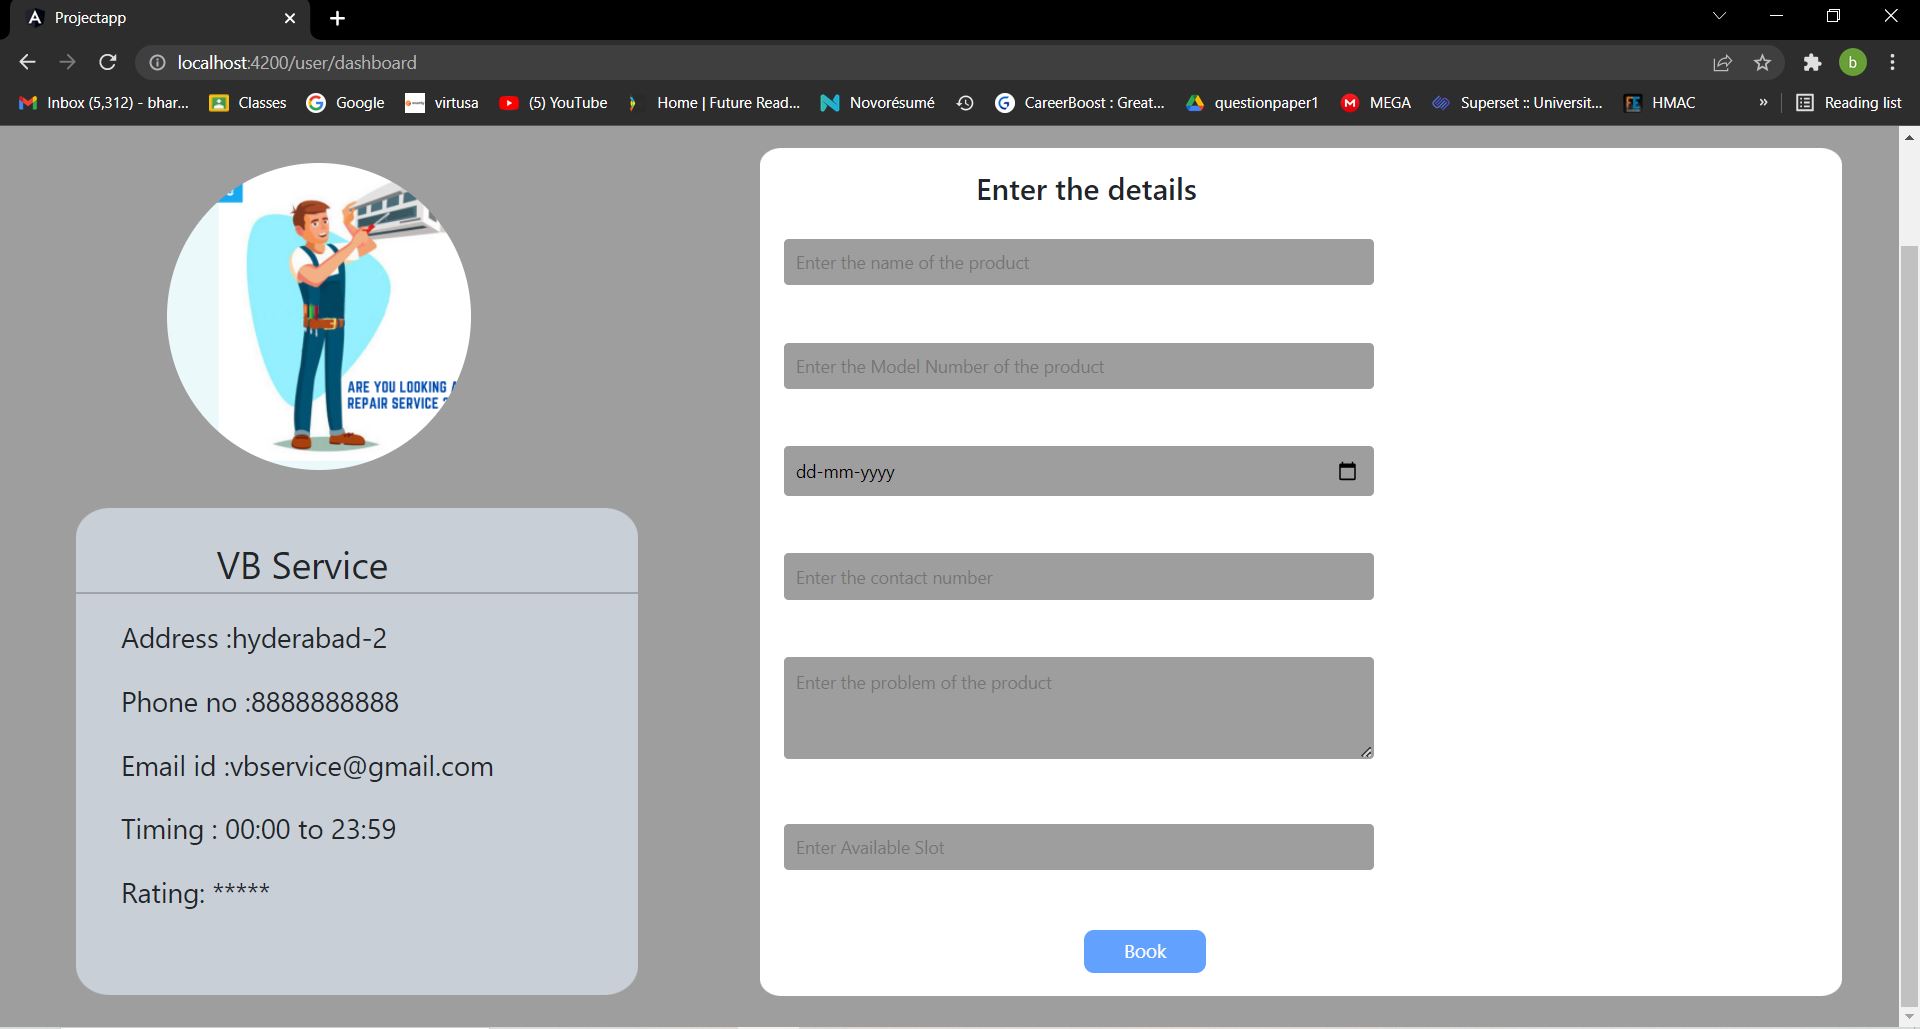 Projectapp
localhost:4200/user/dashboard
b
Inbox (5,312) - bhar...
Classes
Google
virtusa
(5) YouTube
Home | Future Read...
Novorésumé
CareerBoost : Great...
questionpaper1
MEGA
Superset :: Universit...
HMAC
»
Reading list
ARE YOU LOOKING
REPAIR SERVICE
VB Service
Address :hyderabad-2
Phone no :8888888888
Email id :vbservice@gmail.com
Timing : 00:00 to 23:59
Rating: *****
Enter the details
Enter the name of the product
Enter the Model Number of the product
dd-mm-yyyy
Enter the contact number
Enter the problem of the product
Enter Available Slot
Book